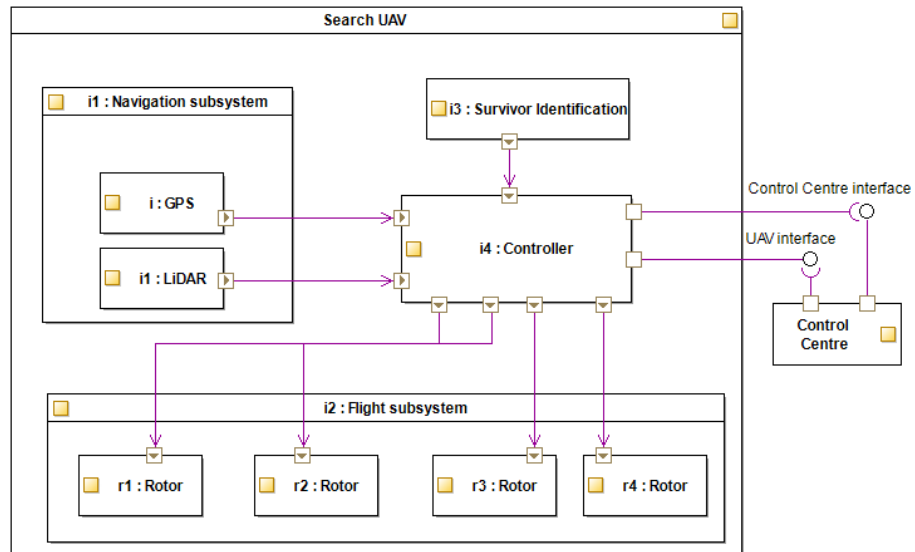 Search UAV
i1 : Navigation subsystem
i3 : Survivor Identification
i : GPS
Control Centre interface
i4 : Controller
UAV interface
i1 : LiDAR
Control
Centre
i2 : Flight subsystem
r1 : Rotor
r2 : Rotor
r3 : Rotor
r4 : Rotor